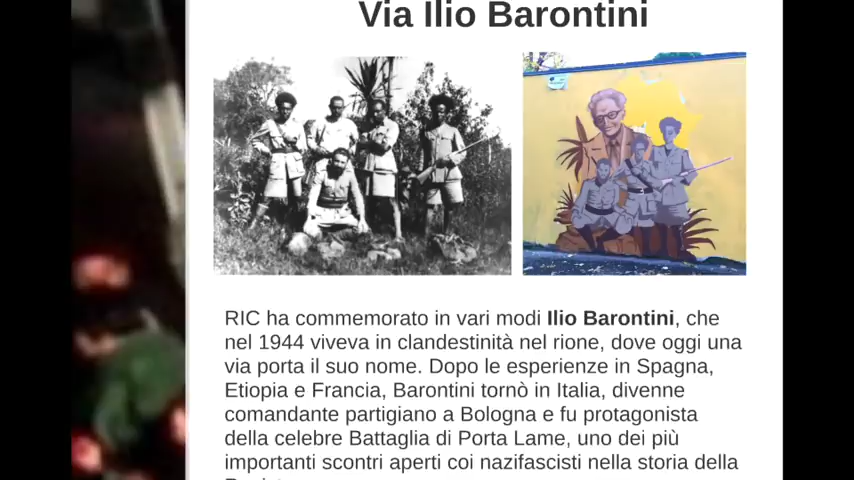 Via Ilio Barontini
RIC ha commemorato in vari modi Ilio Barontini, che
nel 1944 viveva in clandestinità nel rione, dove oggi una
via porta il suo nome. Dopo le esperienze in Spagna,
Etiopia e Francia, Barontini tornò in Italia, divenne
comandante partigiano a Bologna e fu protagonista
della celebre Battaglia di Porta Lame, uno dei più
importanti scontri aperti coi nazifascisti nella storia della